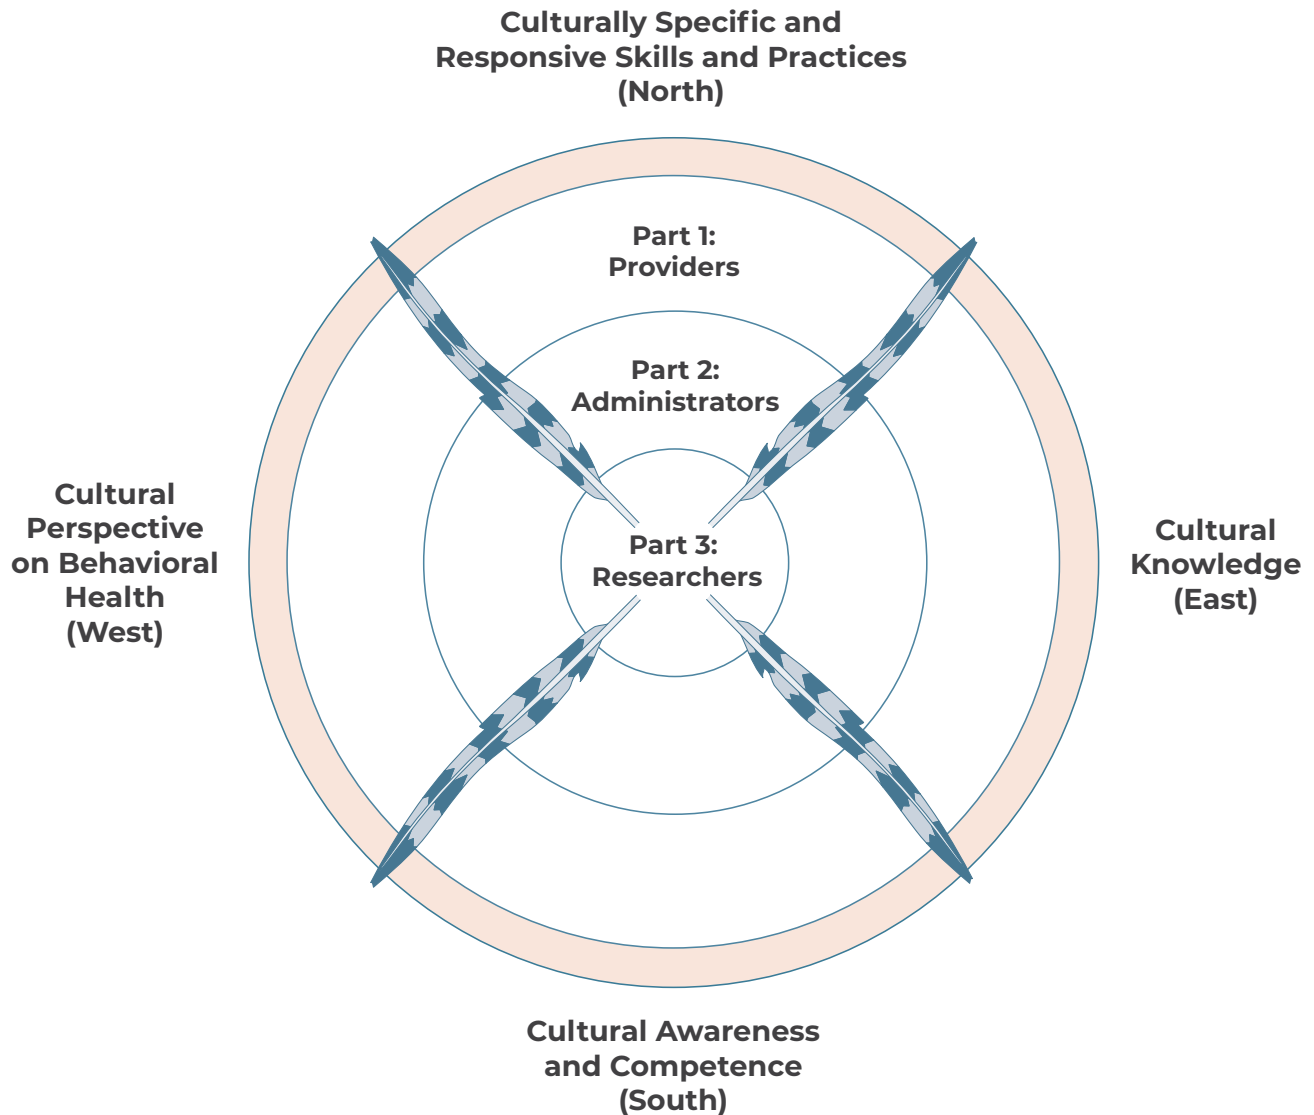 Culturally Specific and
Responsive Skills and Practices
(North)
Part 1:
Providers
Part 2:
Administrators
Part 3:
Researchers
Cultural
Perspective
on Behavioral
Health
(West)
Cultural
Knowledge
(East)
Cultural Awareness
and Competence
(South)